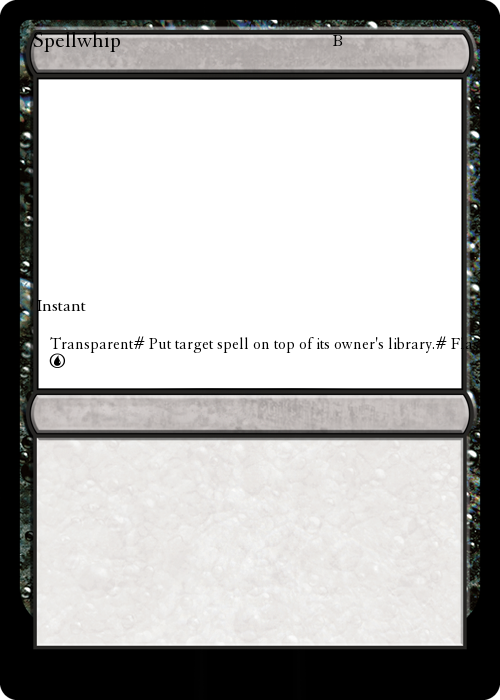 Spellwhip B
Instant
Transparent# Put target spell on top of its owner's library.# F